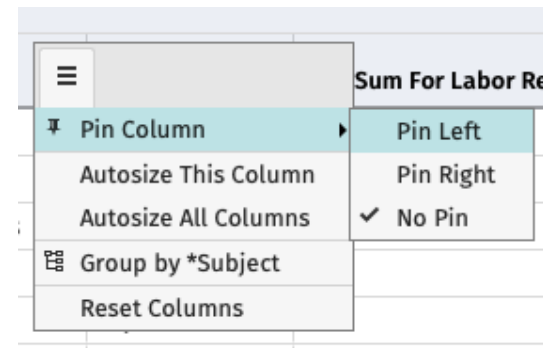 Sum For Labor Re
Pin Column
Pin Left
Autosize This Column
Pin Right
Autosize All Columns
No Pin
Group by *Subject
Reset Columns